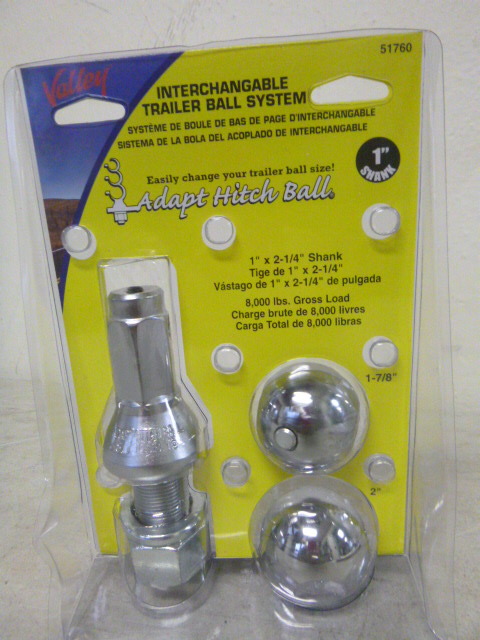 Valley
51760
INTERCHANGABLE
TRAILER BALL SYSTEM
SYSTÈME DE BOULE DE BAS DE PAGE D'INTERCHANGABLE
SISTEMA DE LA BOLA DEL ACOPLADO DE INTERCHANGABLE
1"
SHANK
Easily change your trailer ball size!
Adapt Hitch Ball®
1" x 2-1/4" Shank
Tige de 1" x 2-1/4"
Vástago de 1" x 2-1/4" de pulgada
8,000 lbs. Gross Load
Charge brute de 8,000 livres
Carga Total de 8,000 libras
1-7/8"
2"